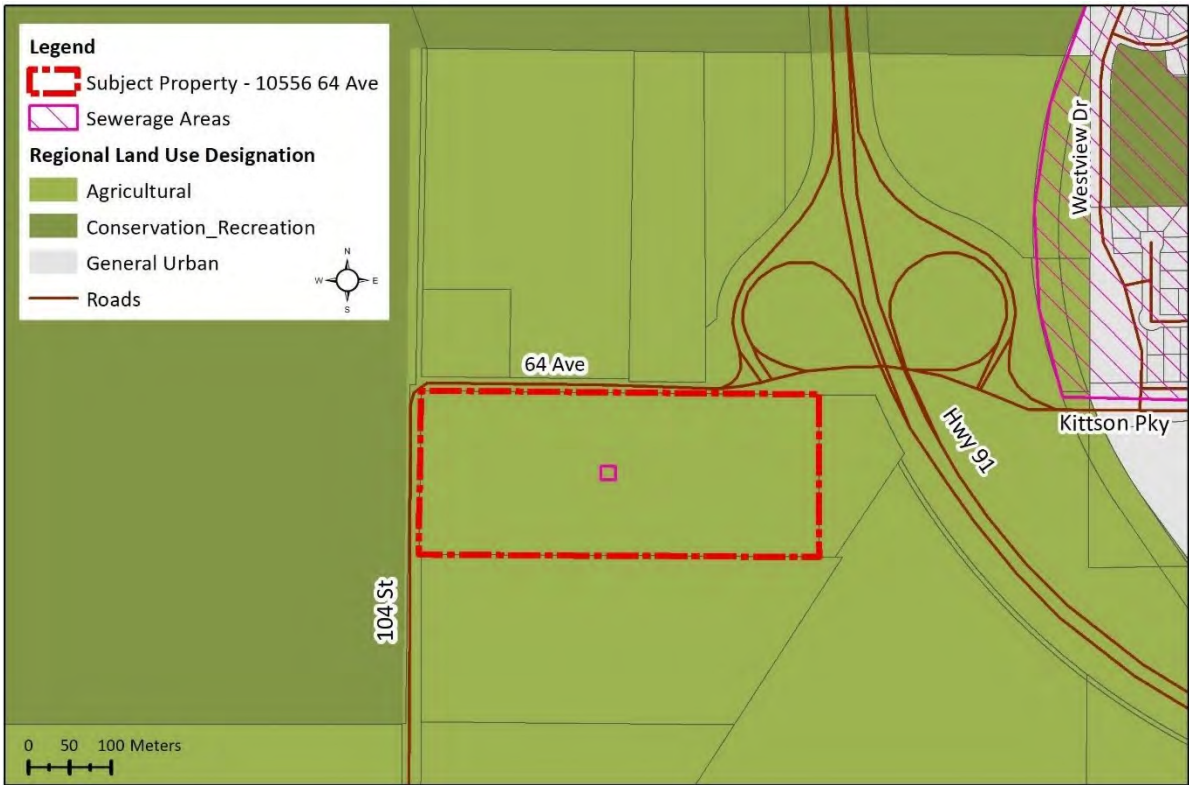 Legend
Subject Property - 10556 64 Ave
Sewerage Areas
Regional Land Use Designation
Agricultural
Conservation_Recreation
General Urban
Roads
N
W E
S
Westview Dr
64 Ave
Kittson Pky
Hwy 91
104 St
0 50 100 Meters